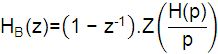 H_B(z)=(1 − z^-1).Z(H(p)/p)